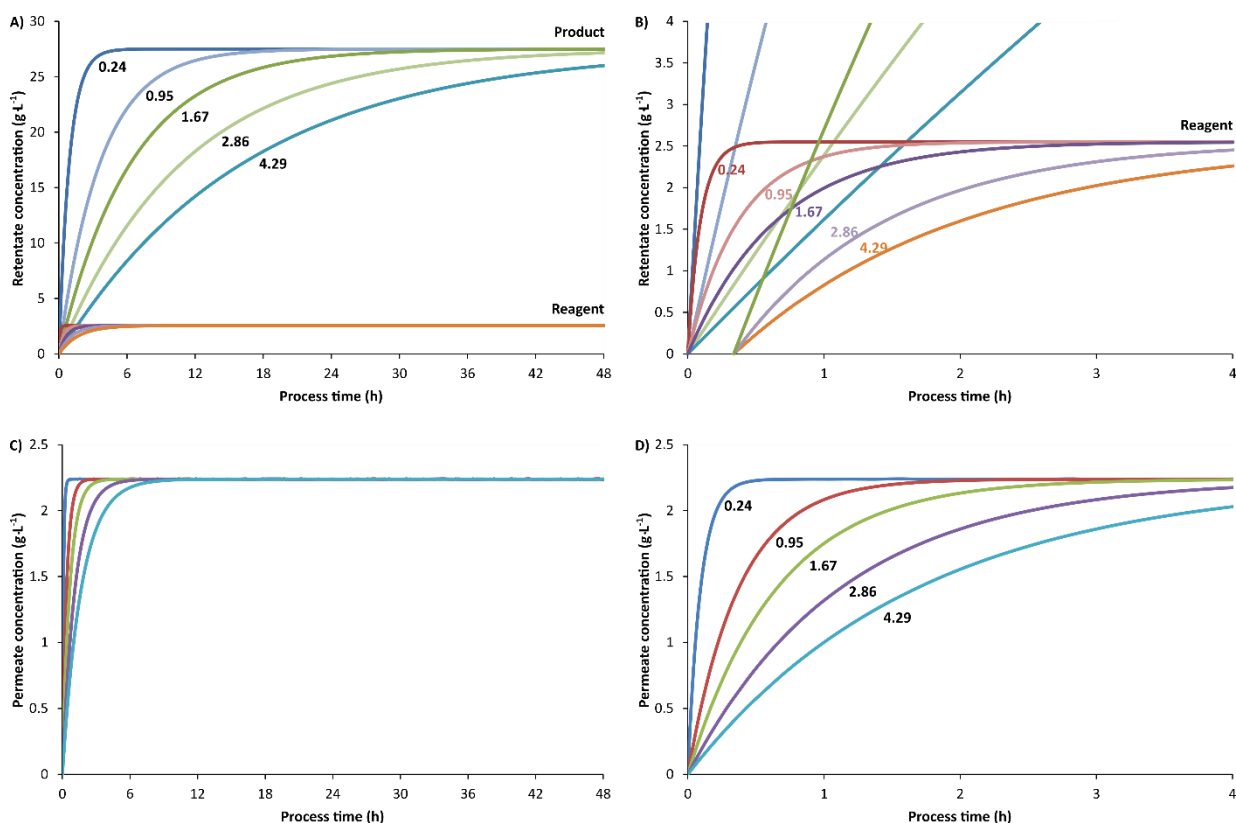 A)
Retentate concentration (g·L⁻¹)
30
25
20
15
10
5
0
Product
0.24
0.95
1.67
2.86
4.29
Reagent
0 6 12 18 24 30 36 42 48
Process time (h)
B)
Retentate concentration (g·L⁻¹)
4
3.5
3
2.5
2
1.5
1
0.5
0
Reagent
0.24
0.95
1.67
2.86
4.29
0 1 2 3 4
Process time (h)
C)
Permeate concentration (g·L⁻¹)
2.5
2
1.5
1
0.5
0
0 6 12 18 24 30 36 42 48
Process time (h)
D)
Permeate concentration (g·L⁻¹)
2.5
2
1.5
1
0.5
0
0.24
0.95
1.67
2.86
4.29
0 1 2 3 4
Process time (h)